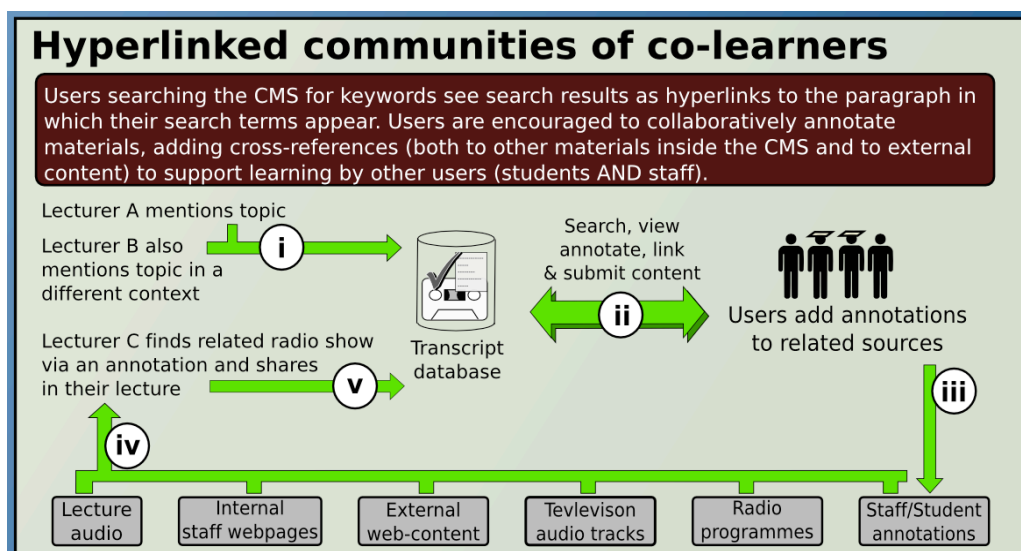 Hyperlinked communities of co-learners
Users searching the CMS for keywords see search results as hyperlinks to the paragraph in
which their search terms appear. Users are encouraged to collaboratively annotate
materials, adding cross-references (both to other materials inside the CMS and to external
content) to support learning by other users (students AND staff).
Lecturer A mentions topic
Lecturer B also
mentions topic in a
different context
i
Lecturer C finds related radio show
via an annotation and shares
in their lecture
v
Transcript
database
Search, view
annotate, link
& submit content
ii
Users add annotations
to related sources
iii
iv
Lecture
audio
Internal
staff webpages
External
web-content
Tevlevison
audio tracks
Radio
programmes
Staff/Student
annotations